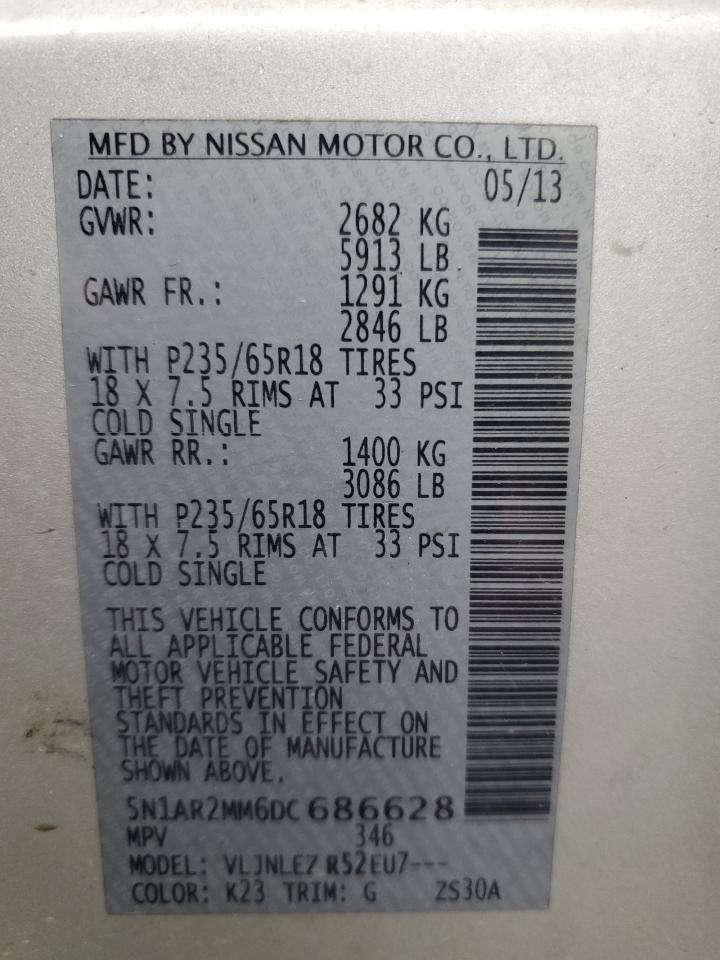 MFD BY NISSAN MOTOR CO., LTD.
DATE: 05/13
GVWR: 2682 KG
5913 LB
GAWR FR.: 1291 KG
2846 LB
WITH P235/65R18 TIRES
18 X 7.5 RIMS AT 33 PSI
COLD SINGLE
GAWR RR.: 1400 KG
3086 LB
WITH P235/65R18 TIRES
18 X 7.5 RIMS AT 33 PSI
COLD SINGLE
THIS VEHICLE CONFORMS TO
ALL APPLICABLE FEDERAL
MOTOR VEHICLE SAFETY AND
THEFT PREVENTION
STANDARDS IN EFFECT ON
THE DATE OF MANUFACTURE
SHOWN ABOVE.
5N1AR2MM6DC 686628
MPV 346
MODEL: VLJNLE7 R52EU7---
COLOR: K23 TRIM: G ZS30A